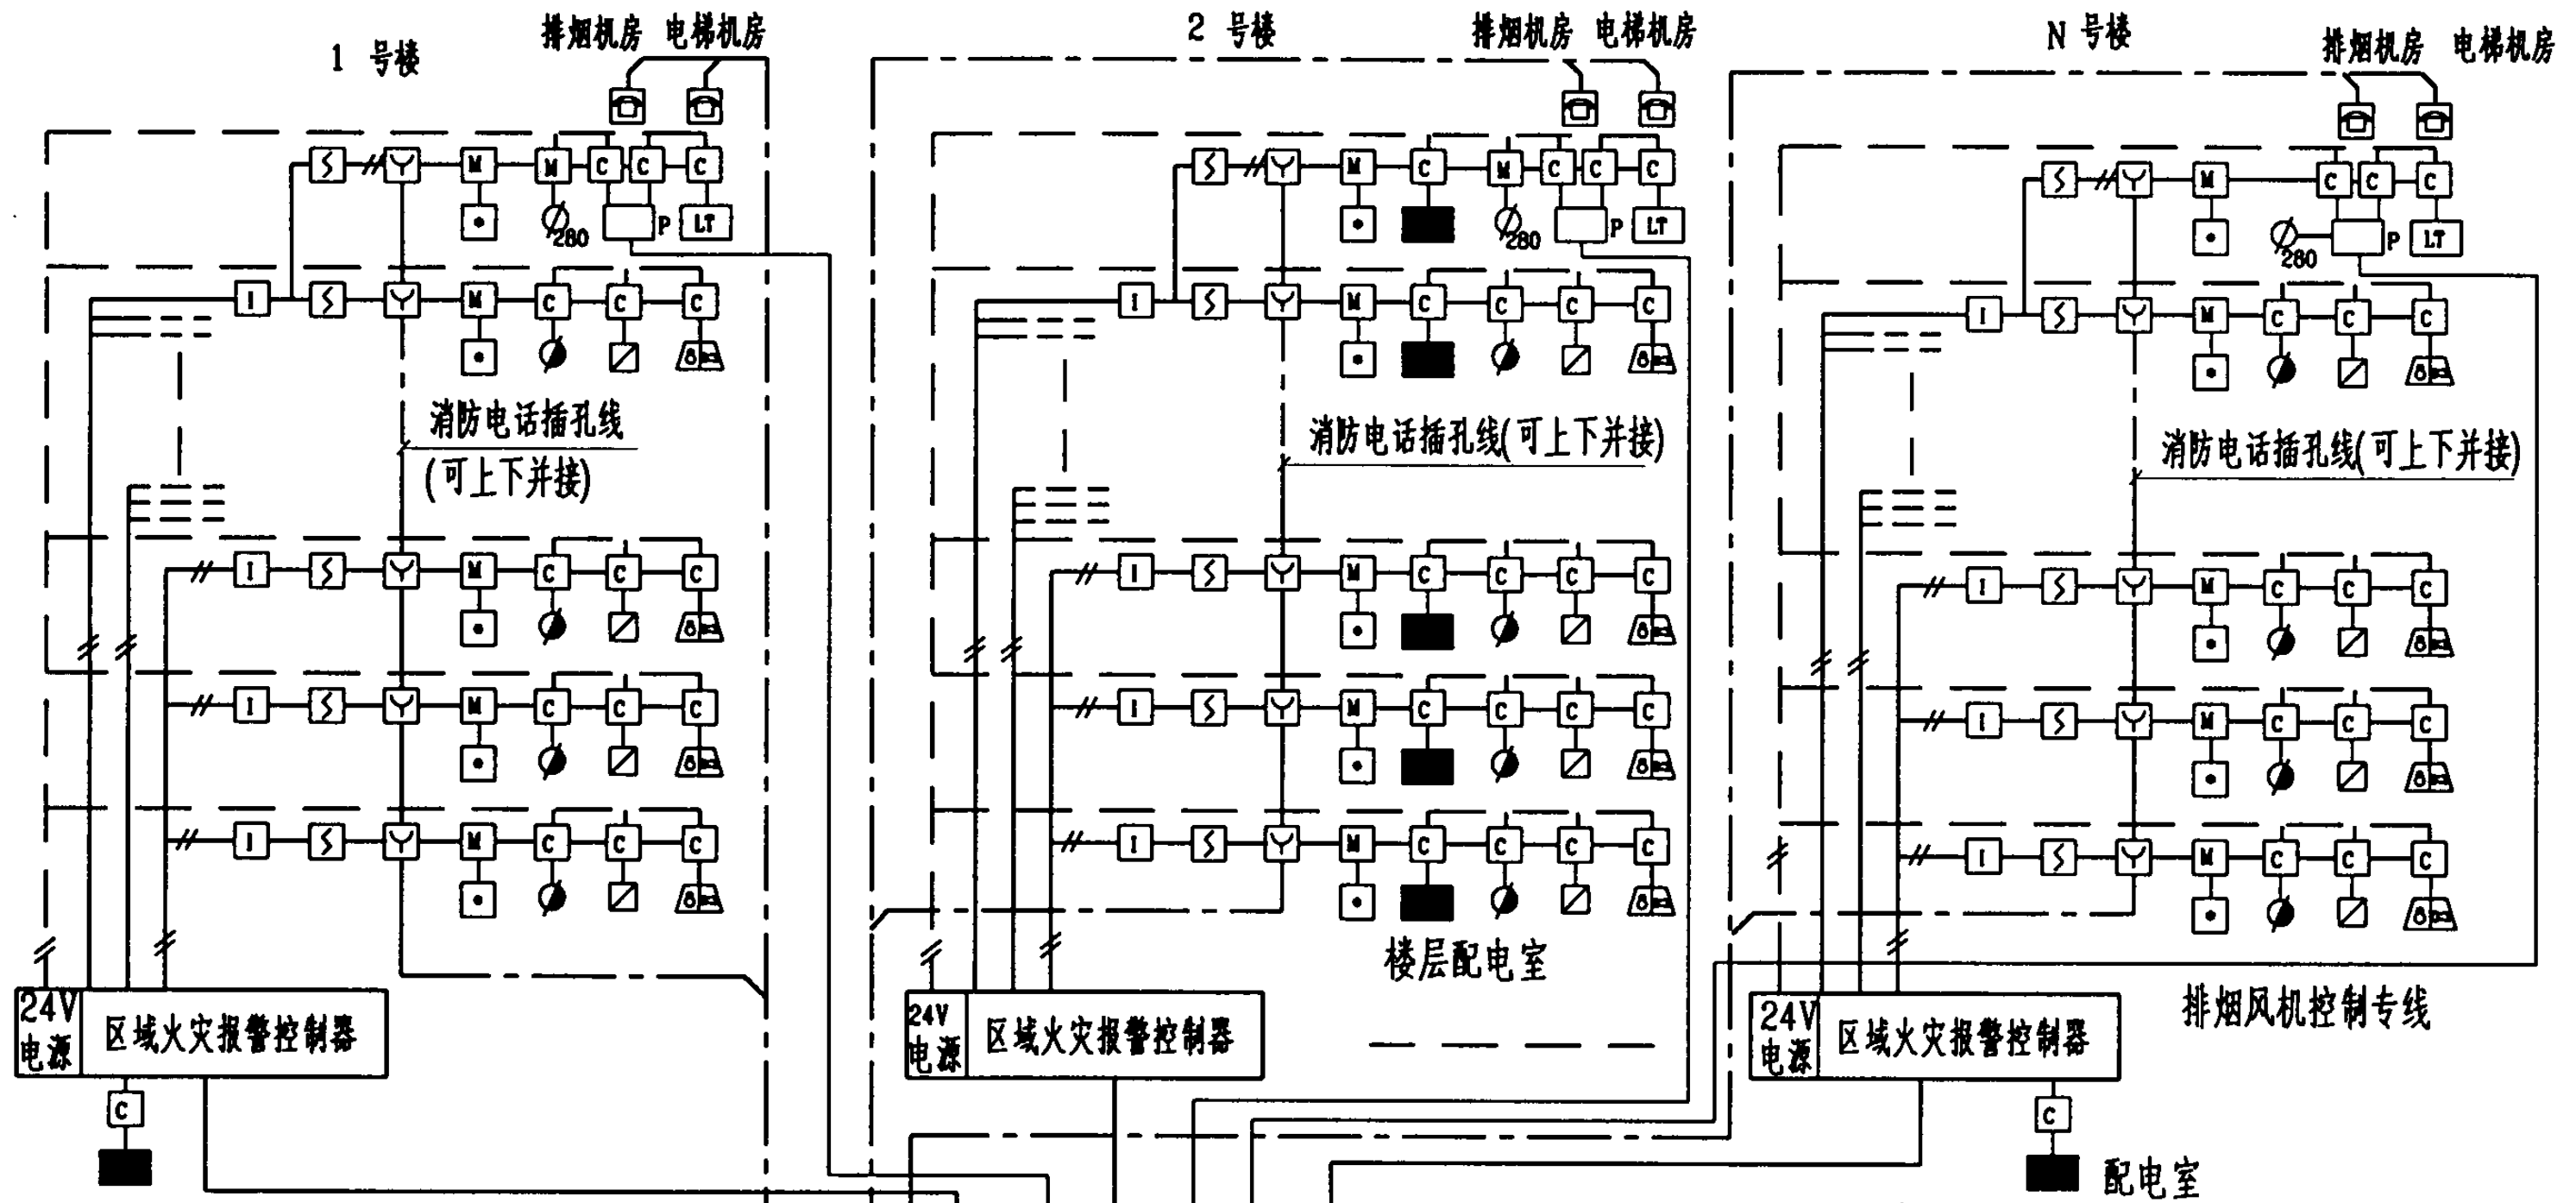 1 号楼
排烟机房 电梯机房
2 号楼
排烟机房 电梯机房
N 号楼
排烟机房 电梯机房
M M C C C
280 P LT
I M C C C
消防电话插孔线
(可上下并接)
I M C C C
I M C C C
I M C C C
24V
电源
区域火灾报警控制器
C
M C M C C C
280 P LT
I M C C C C
消防电话插孔线(可上下并接)
I M C C C C
I M C C C C
I M C C C C
楼层配电室
24V
电源
区域火灾报警控制器
M C C C
280 P LT
I M C C C
消防电话插孔线(可上下并接)
I M C C C
I M C C C
I M C C C
排烟风机控制专线
24V
电源
区域火灾报警控制器
C
配电室